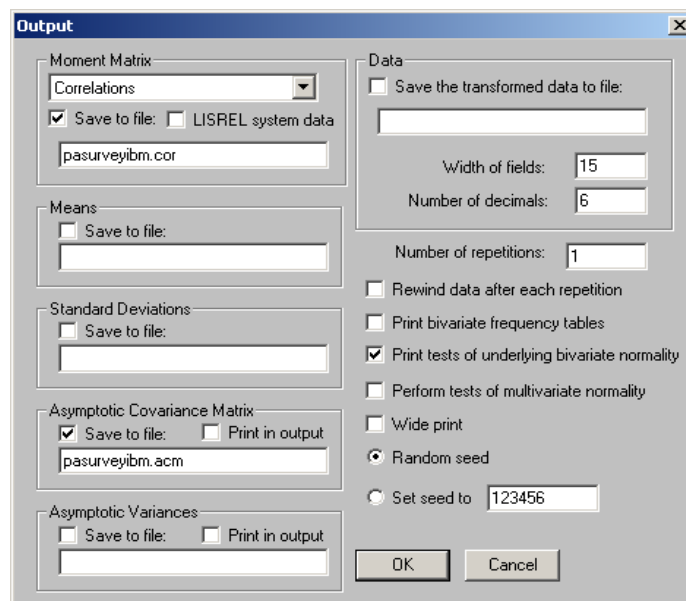 Output
Moment Matrix
Correlations
Save to file: LISREL system data
pasurveyibm.cor
Means
Save to file:
Standard Deviations
Save to file:
Asymptotic Covariance Matrix
Save to file: Print in output
pasurveyibm.acm
Asymptotic Variances
Save to file: Print in output
Data
Save the transformed data to file:
Width of fields: 15
Number of decimals: 6
Number of repetitions: 1
Rewind data after each repetition
Print bivariate frequency tables
Print tests of underlying bivariate normality
Perform tests of multivariate normality
Wide print
Random seed
Set seed to 123456
OK Cancel